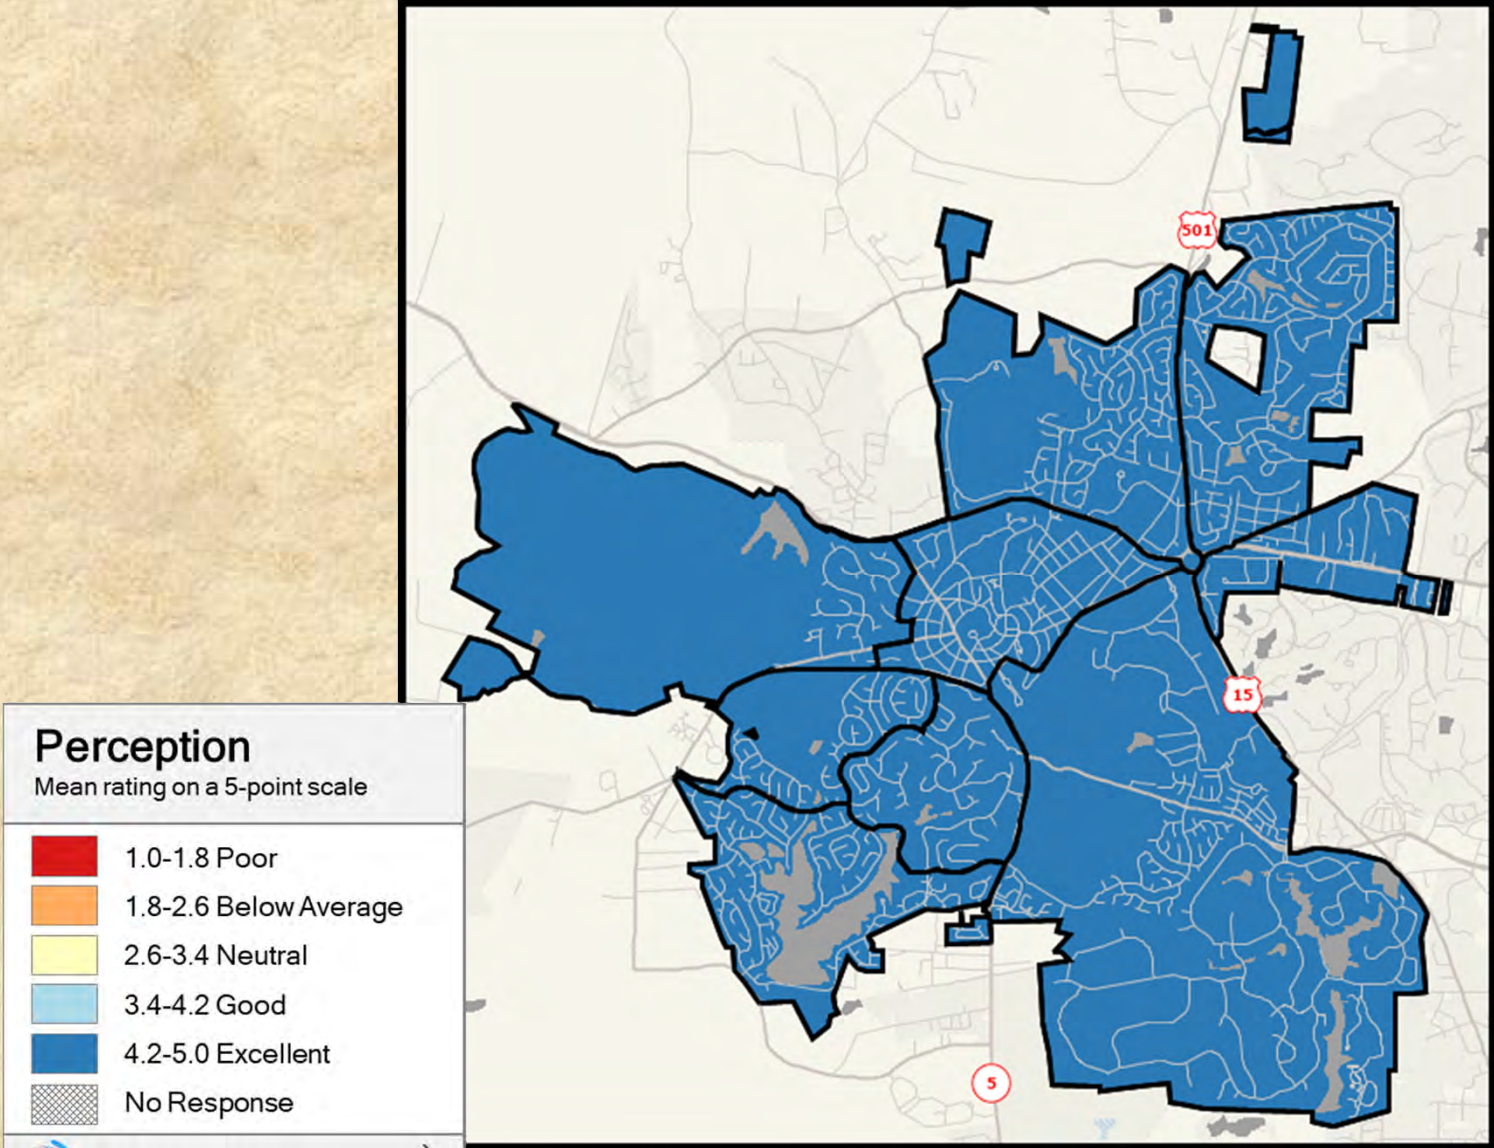 501
15
5
Perception
Mean rating on a 5-point scale
1.0-1.8 Poor
1.8-2.6 Below Average
2.6-3.4 Neutral
3.4-4.2 Good
4.2-5.0 Excellent
No Response